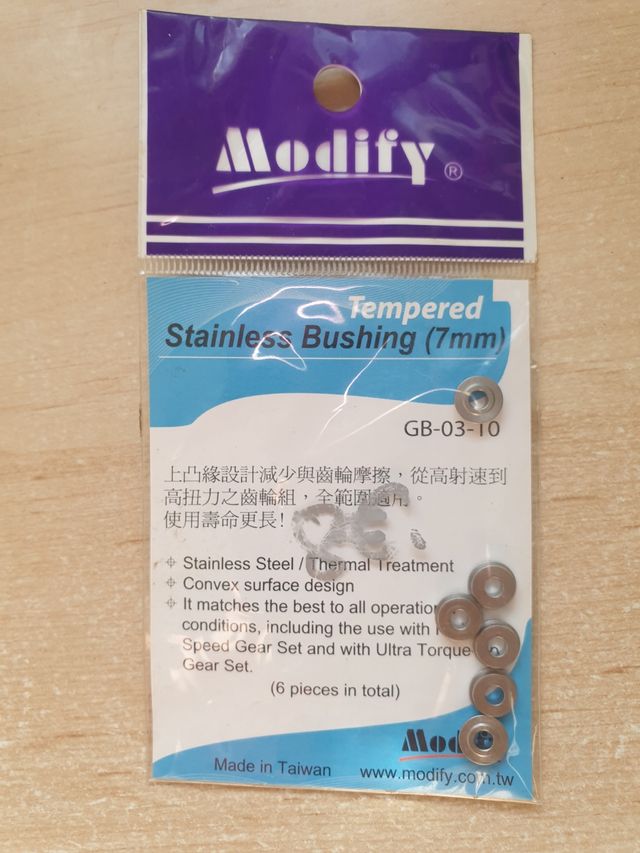 Modify®
Tempered
Stainless Bushing (7mm)
GB-03-10
上凸緣設計減少與齒輪摩擦，從高射速到
高扭力之齒輪組，全範圍適用。
使用壽命更長！
Stainless Steel / Thermal Treatment
Convex surface design
It matches the best to all operation
conditions, including the use with
Speed Gear Set and with Ultra Torque
Gear Set.
(6 pieces in total)
Modify
Made in Taiwan
www.modify.com.tw